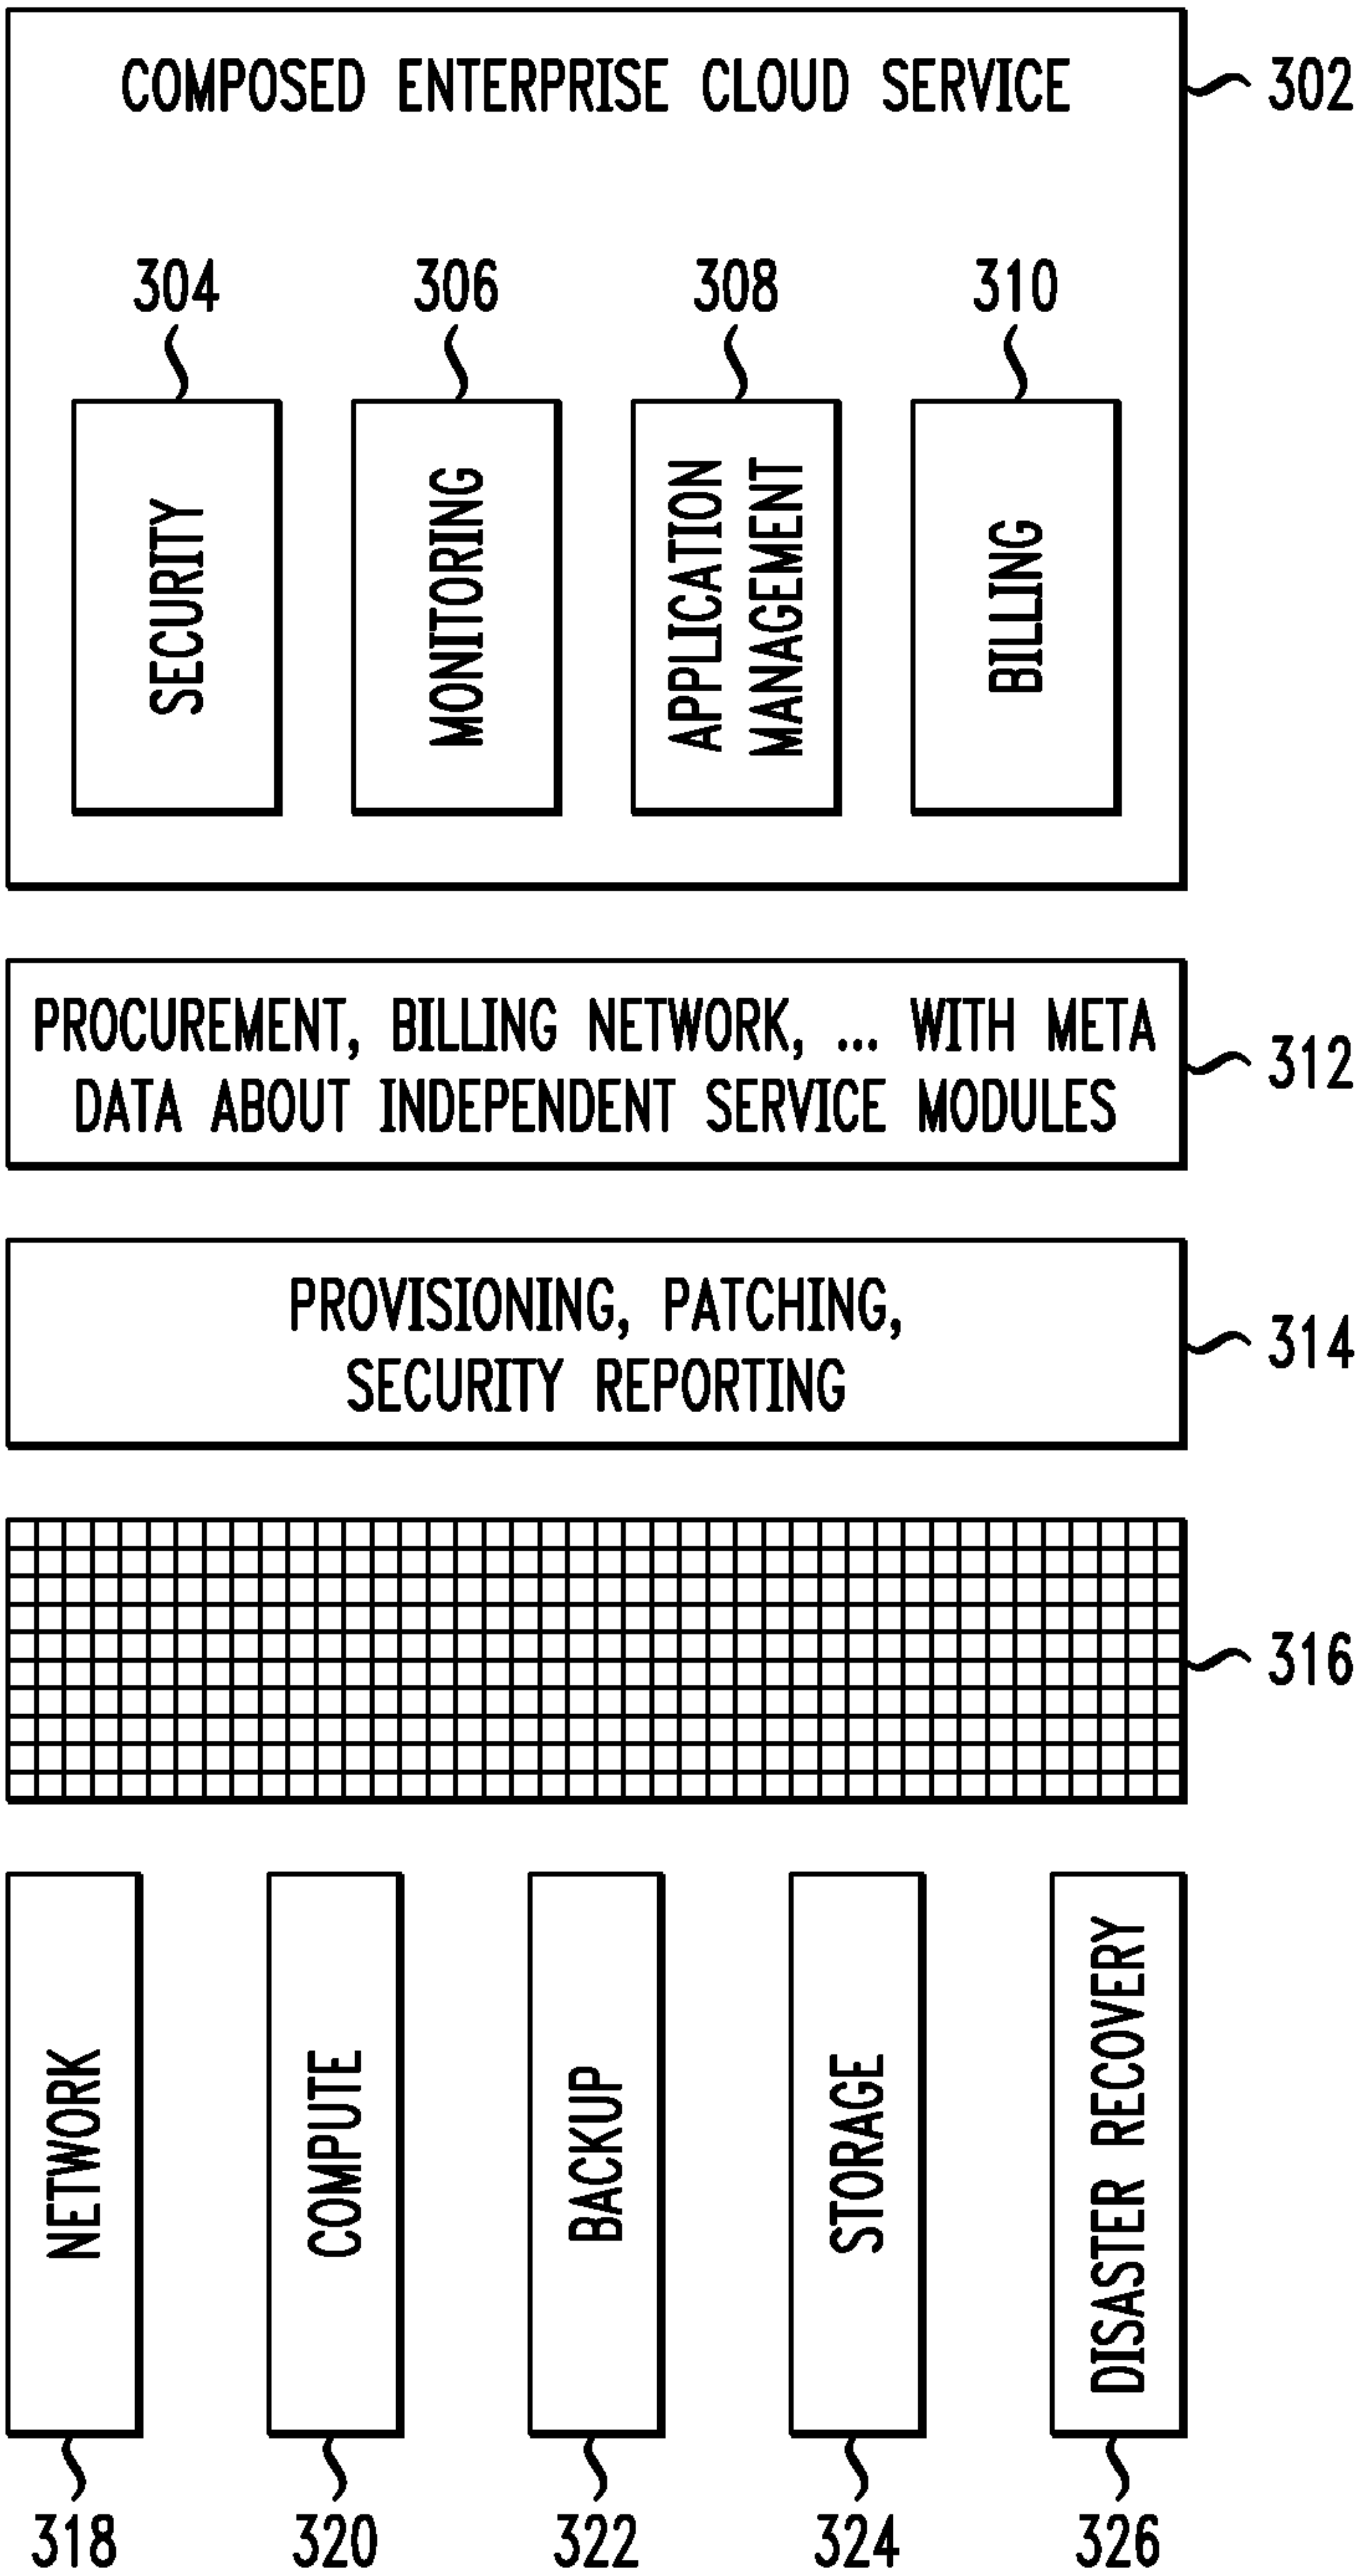 COMPOSED ENTERPRISE CLOUD SERVICE
302
304
306
308
310
SECURITY
MONITORING
APPLICATION
MANAGEMENT
BILLING
PROCUREMENT, BILLING NETWORK, ... WITH META
DATA ABOUT INDEPENDENT SERVICE MODULES
312
PROVISIONING, PATCHING,
SECURITY REPORTING
314
316
NETWORK
COMPUTE
BACKUP
STORAGE
DISASTER RECOVERY
318
320
322
324
326